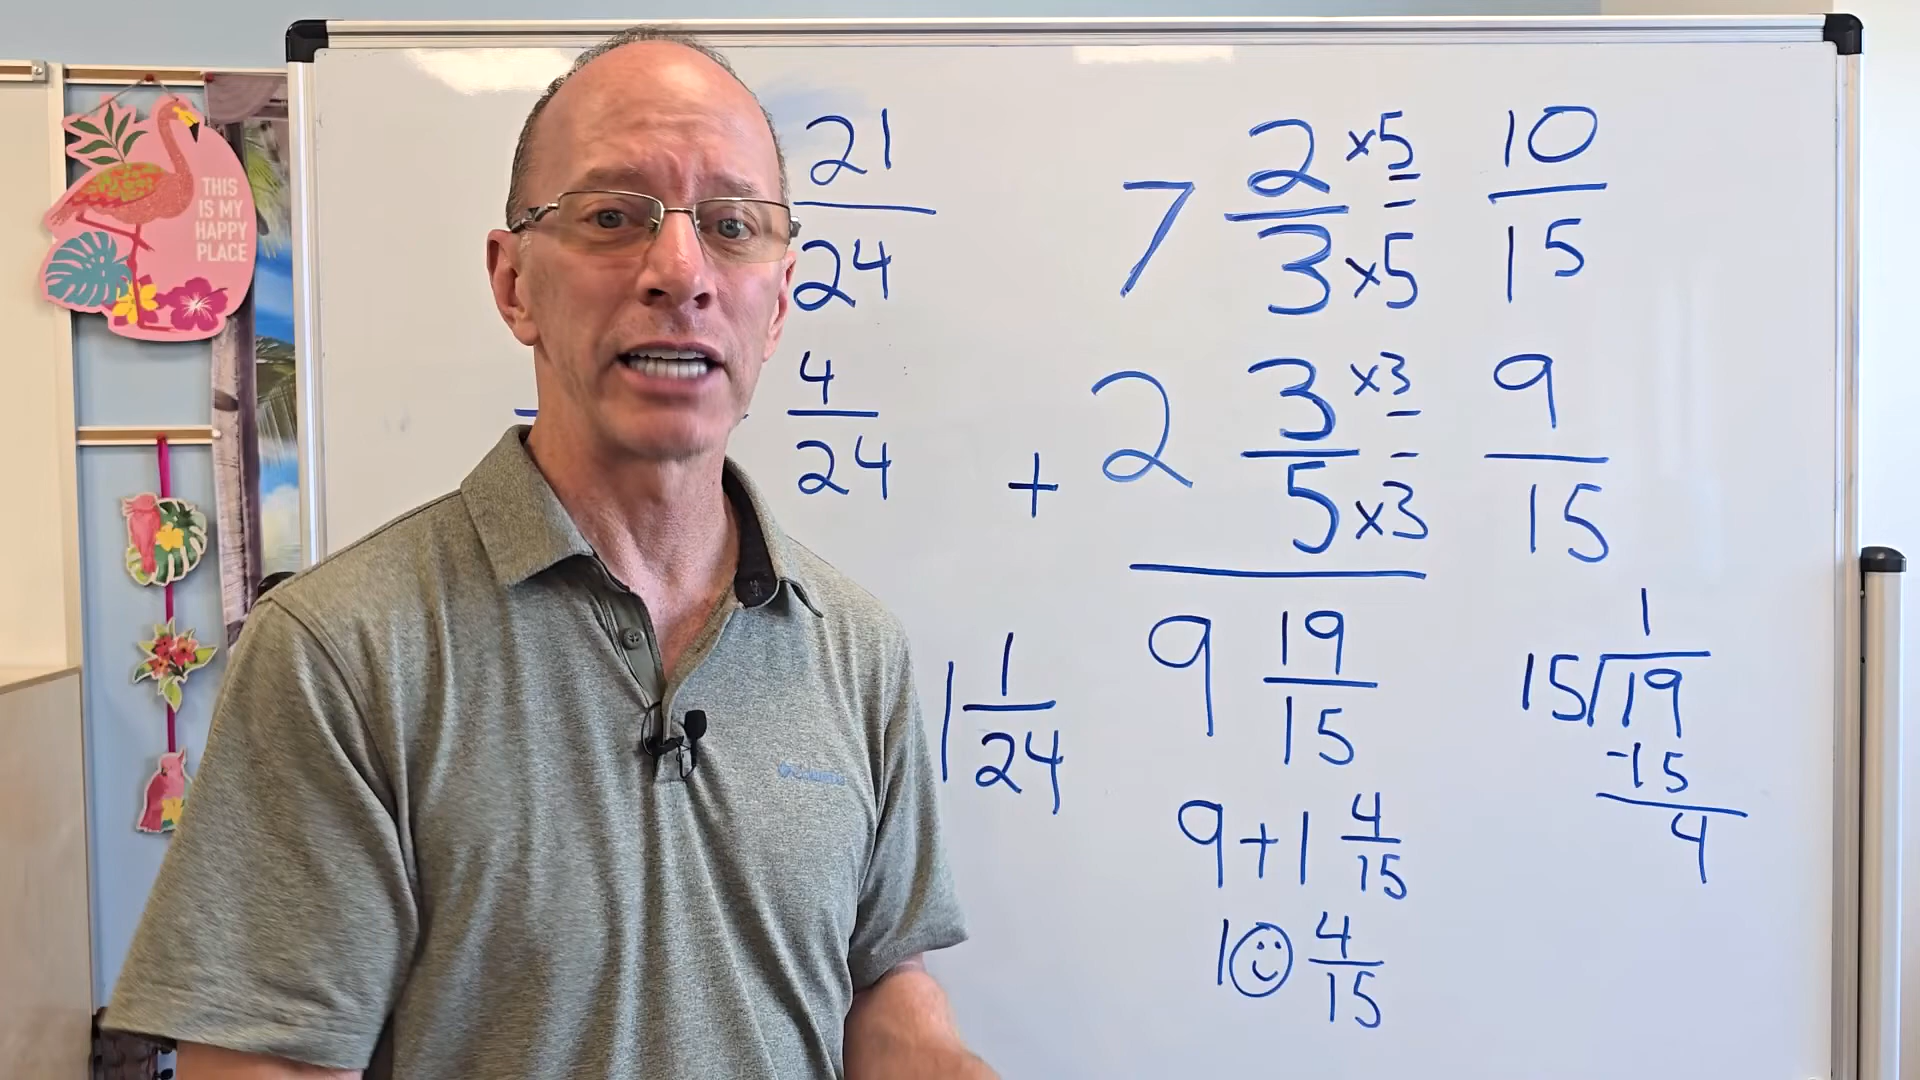 THIS
IS MY
HAPPY
PLACE
21
24
4
24
1 1
24
7 2 ×5 = 10
3 ×5 15
+ 2 3 ×3 = 9
5 ×3 15
9 19
15
1
15 19
-15
4
9+1 4
15
10 4
15
Columbia